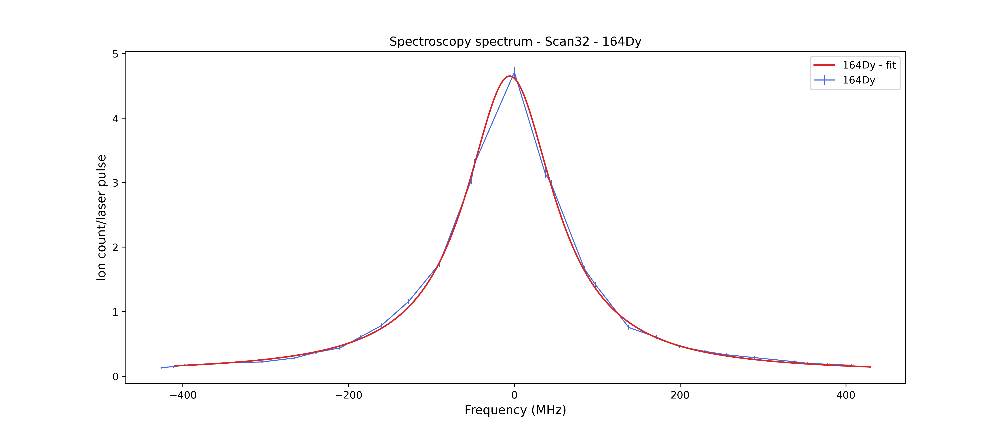 Spectroscopy spectrum - Scan32 - 164Dy
164Dy - fit
164Dy
Ion count/laser pulse
5
4
3
2
1
0
−400 −200 0 200 400
Frequency (MHz)